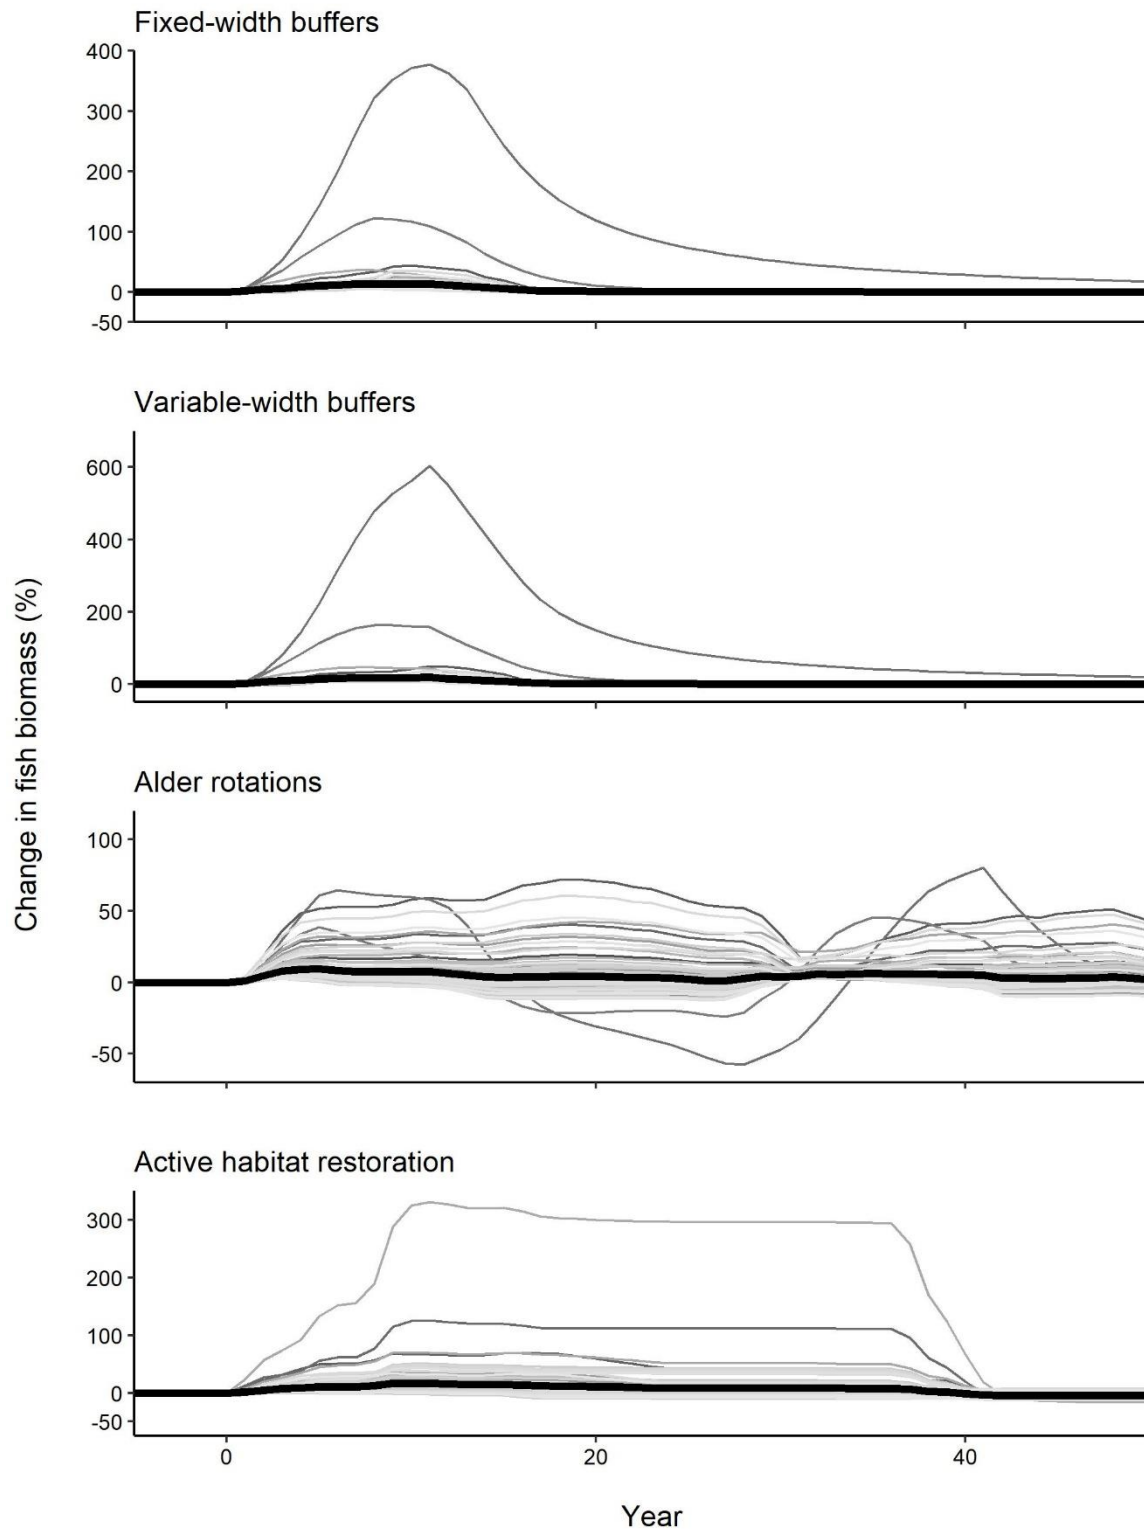 Fixed-width buffers
400
300
200
100
0
-50
Variable-width buffers
600
400
200
0
Change in fish biomass (%)
Alder rotations
100
50
0
-50
Active habitat restoration
300
200
100
0
-50
0 20 40
Year